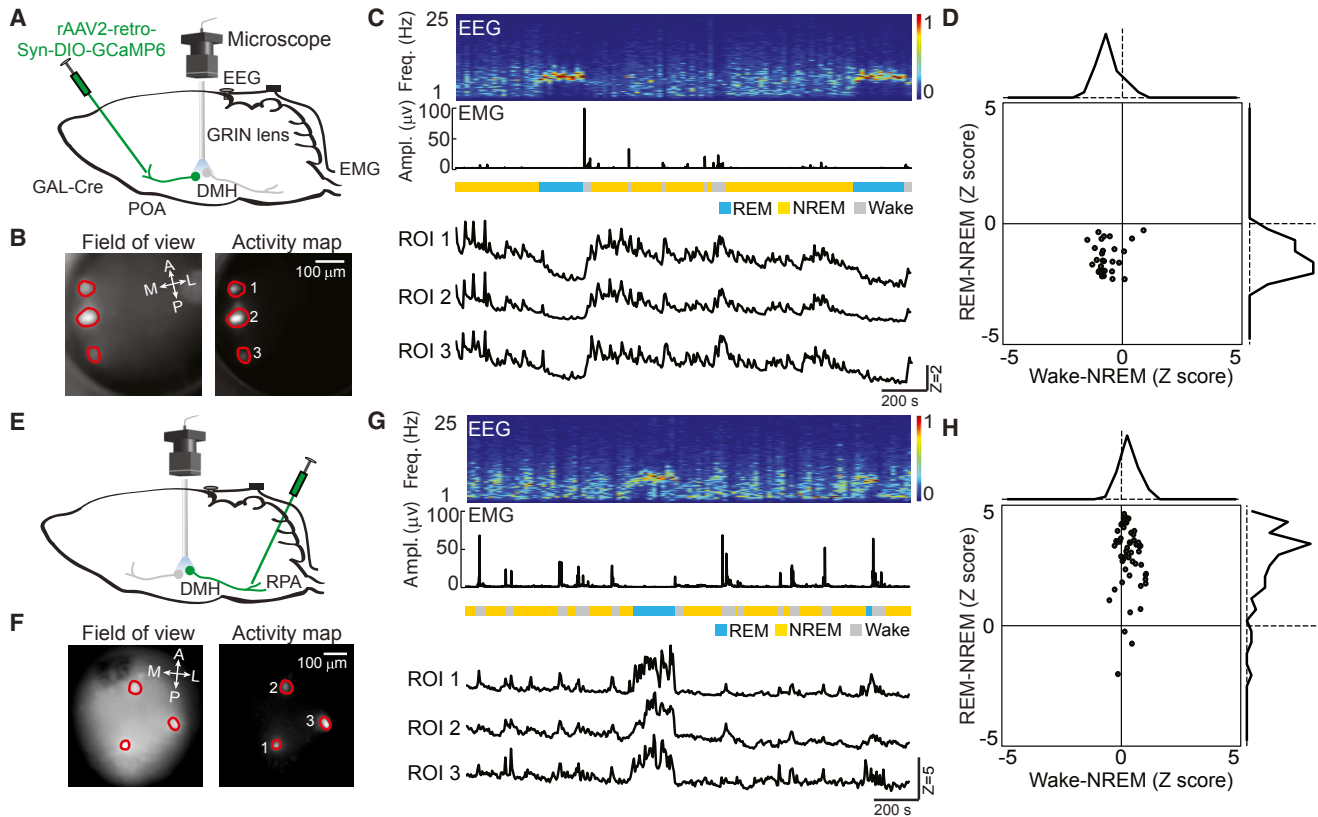 A
rAAV2-retro-
Syn-DIO-GCaMP6
Microscope
EEG
GRIN lens
EMG
GAL-Cre
DMH
POA
B
Field of view
Activity map
100 μm
A
M
L
P
1
2
3
C
25
Freq. (Hz)
1
EEG
1
0
100
50
0
Ampl. (μv)
EMG
REM
NREM
Wake
ROI 1
ROI 2
ROI 3
Z=2
200 s
D
5
0
-5
REM-NREM (Z score)
-5
0
5
Wake-NREM (Z score)
E
DMH
RPA
F
Field of view
Activity map
100 μm
A
M
L
P
2
3
1
G
25
Freq. (Hz)
1
EEG
1
0
100
50
0
Ampl. (μv)
EMG
REM
NREM
Wake
ROI 1
ROI 2
ROI 3
Z=5
200 s
H
5
0
-5
REM-NREM (Z score)
-5
0
5
Wake-NREM (Z score)